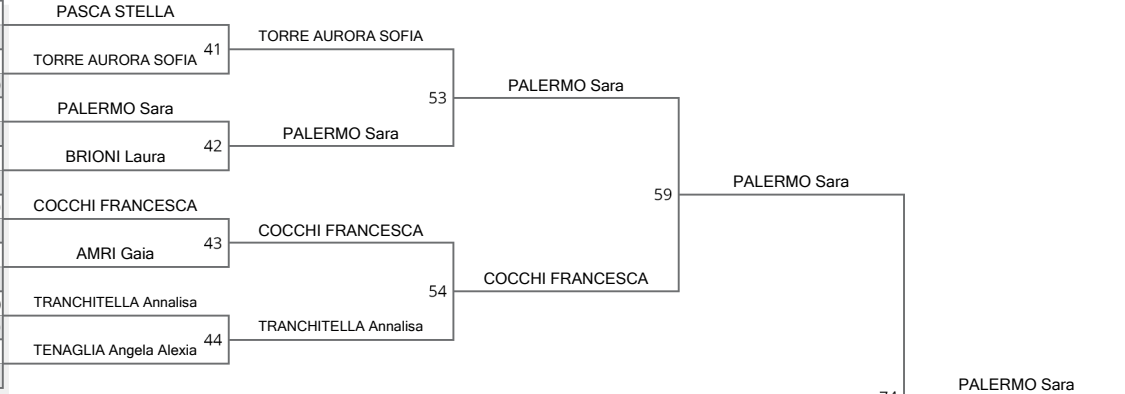 PASCA STELLA
TORRE AURORA SOFIA
41
TORRE AURORA SOFIA
53
PALERMO Sara
PALERMO Sara
42
PALERMO Sara
BRIONI Laura
59
PALERMO Sara
COCCHI FRANCESCA
43
COCCHI FRANCESCA
AMRI Gaia
54
COCCHI FRANCESCA
TRANCHITELLA Annalisa
44
TRANCHITELLA Annalisa
TENAGLIA Angela Alexia
PALERMO Sara